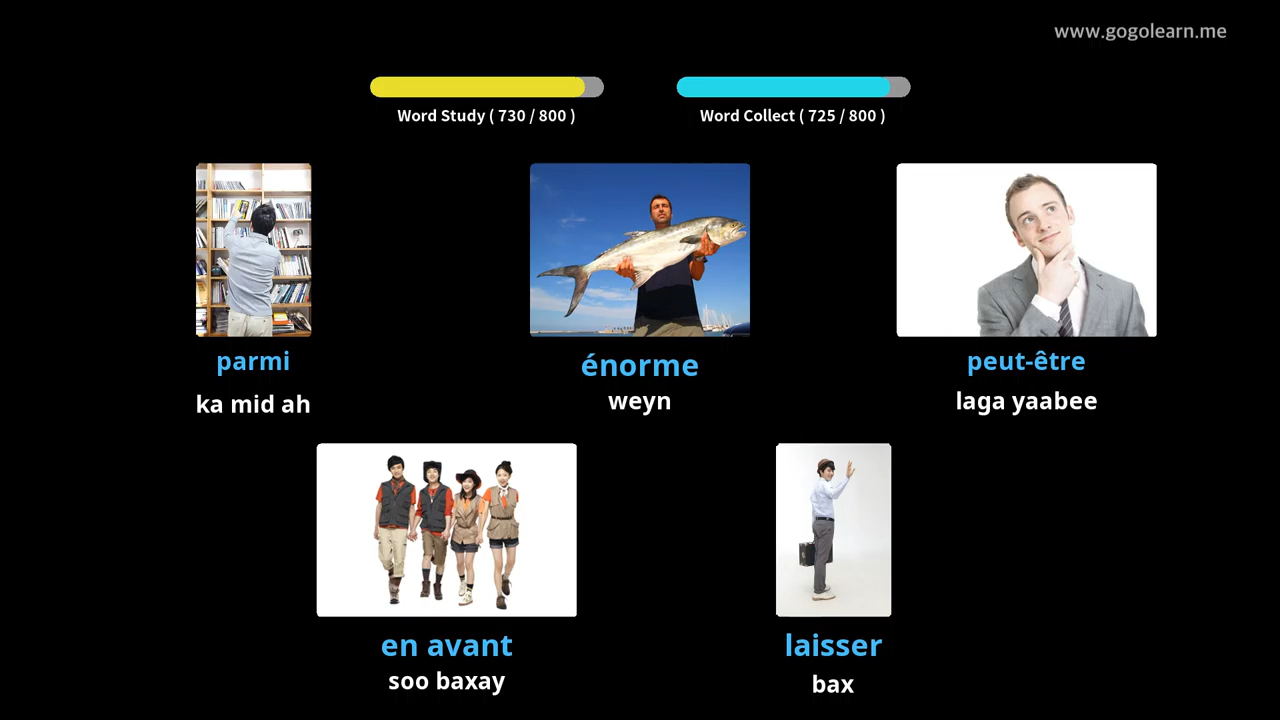 www.gogolearn.me
Word Study ( 730 / 800 )
Word Collect ( 725 / 800 )
parmi
ka mid ah
énorme
weyn
peut-être
laga yaabee
en avant
soo baxay
laisser
bax